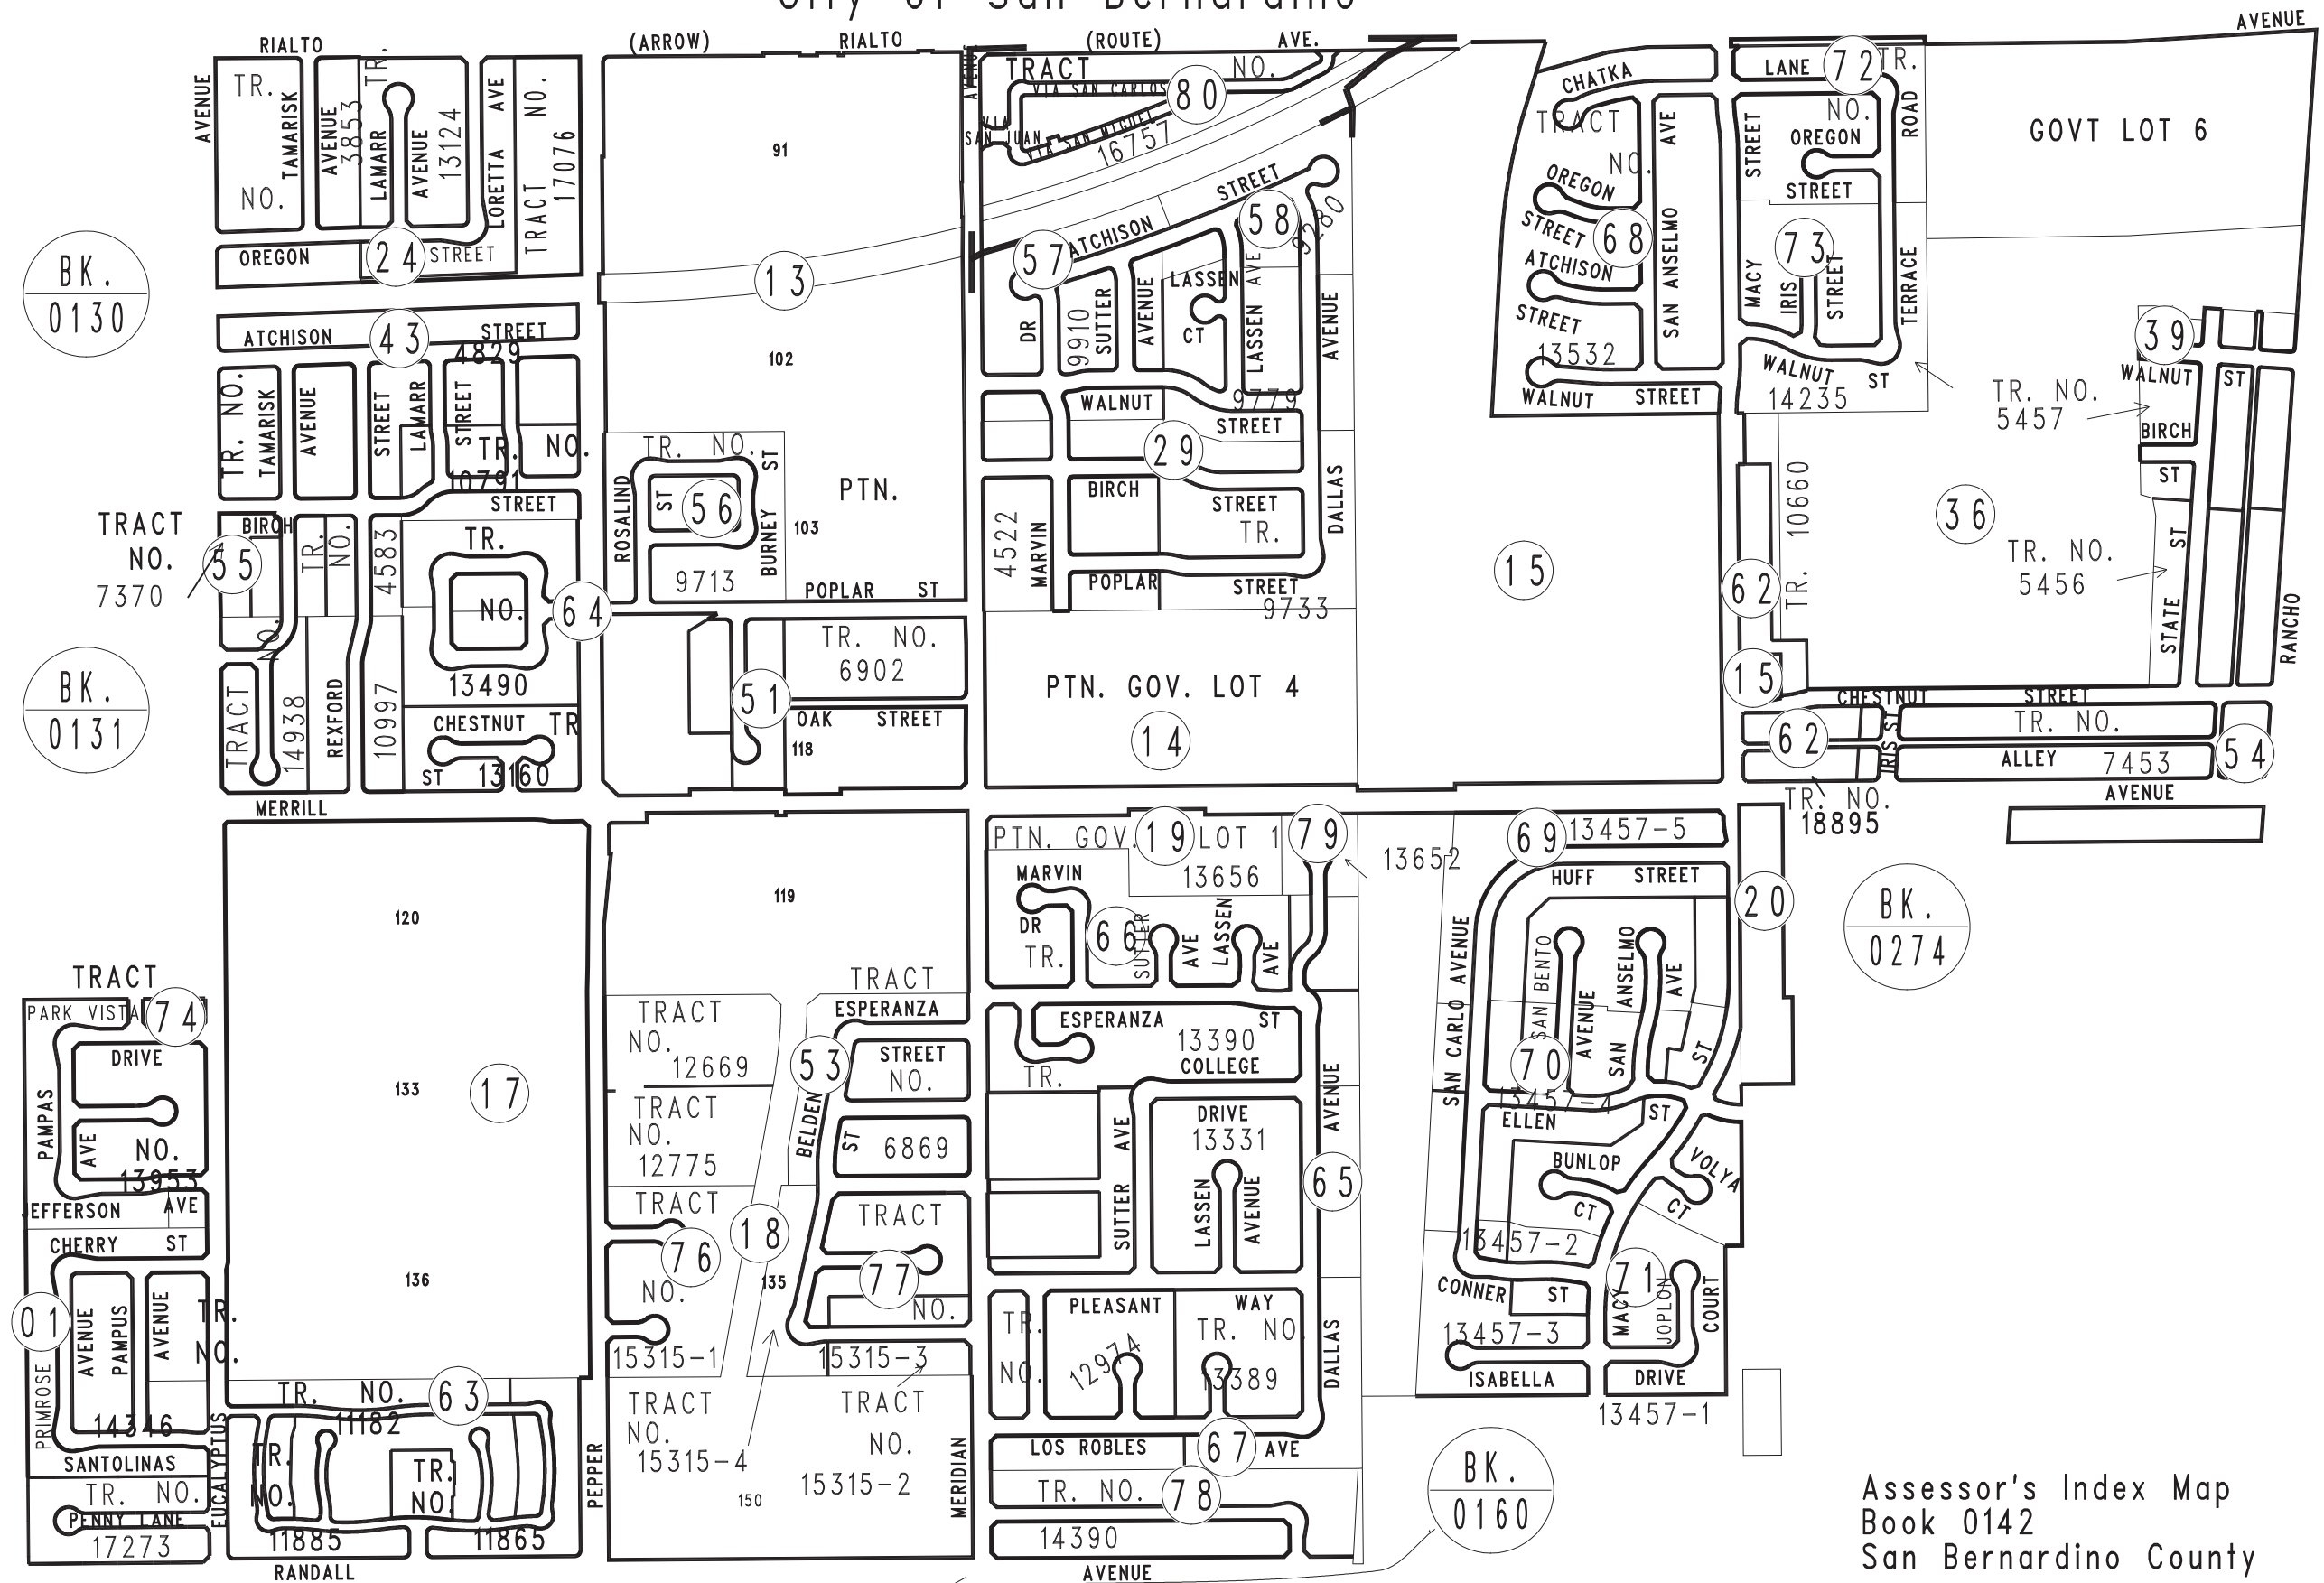 City of San Bernardino
RIALTO
(ARROW)
RIALTO
(ROUTE)
AVE.
AVENUE
AVENUE
TR.
NO.
TAMARISK
AVENUE
3853
TR.
LAMARR
AVENUE
13124
LORETTA AVE
TRACT NO.
17076
OREGON
24
STREET
BK.
0130
ATCHISON
43
STREET
4829
TR. NO.
TAMARISK
AVENUE
STREET
LAMARR
STREET
TR. NO.
10791
STREET
TRACT
NO.
7370
BIRCH
55
TR.
NO.
4583
TR.
NO.
13490
64
NO.
TRACT
14938
REXFORD
10997
CHESTNUT
TR
ST
13160
BK.
0131
MERRILL
91
13
102
TR. NO.
ROSALIND
ST
56
ST
BURNEY
9713
103
PTN.
POPLAR ST
TR. NO.
6902
51
OAK STREET
118
AVENUE
TRACT NO.
VIA SAN CARLOS
80
VIA
SAN JUAN
VIA SAN MIGUEL
16757
STREET
58
9280
57
ATCHISON
DR
9910
SUTTER
AVENUE
LASSEN
CT
LASSEN AVE
AVENUE
WALNUT
9779
STREET
29
BIRCH
STREET
TR.
4522
MARVIN
DALLAS
POPLAR
STREET
9733
PTN. GOV. LOT 4
14
15
CHATKA
TRACT
NO.
OREGON
STREET
68
ATCHISON
STREET
13532
WALNUT STREET
AVE
SAN ANSELMO
LANE
72
TR.
NO.
OREGON
STREET
ROAD
STREET
MACY
73
IRIS
STREET
TERRACE
WALNUT ST
14235
GOVT LOT 6
39
WALNUT ST
TR. NO.
5457
BIRCH
ST
36
TR. NO.
5456
STATE ST
RANCHO
TR. 10660
62
15
CHESTNUT STREET
62
IRIS ST
TR. NO.
ALLEY 7453
54
TR. NO.
18895
AVENUE
120
133
17
136
TRACT
PARK VISTA
74
DRIVE
PAMPAS
AVE
NO.
13953
JEFFERSON AVE
CHERRY ST
01
AVENUE
PAMPUS
AVENUE
TR.
NO.
PRIMROSE
14346
SANTOLINAS
TR. NO.
PENNY LANE
17273
EUCALYPTUS
TR. NO.
63
11182
TR.
NO.
TR.
NO.
11885
11865
RANDALL
PEPPER
119
TRACT
NO.
12669
TRACT
ESPERANZA
53
STREET
NO.
TRACT
NO.
12775
BELDEN
ST
6869
TRACT
18
76
NO.
135
TRACT
77
NO.
15315-1
15315-3
TRACT
NO.
15315-4
TRACT
NO.
15315-2
150
MERIDIAN
PTN. GOV. LOT 1
19
79
13652
13656
MARVIN
DR
TR.
66
SUTTER
AVE
LASSEN
AVE
ESPERANZA ST
13390
COLLEGE
TR.
AVENUE
AVE
DRIVE
13331
65
SUTTER
LASSEN
AVENUE
PLEASANT WAY
TR.
NO.
12974
TR. NO.
13389
DALLAS
LOS ROBLES
67
AVE
TR. NO.
78
14390
AVENUE
69
13457-5
HUFF STREET
20
SAN CARLO AVENUE
SAN BENTO
AVENUE
SAN
ANSELMO
AVE
ST
70
13457-4
ELLEN
ST
BUNLOP
CT
VOLYA
CT
13457-2
71
CONNER ST
MACY
JOPLON
COURT
13457-3
ISABELLA DRIVE
13457-1
BK.
0274
BK.
0160
Assessor's Index Map
Book 0142
San Bernardino County